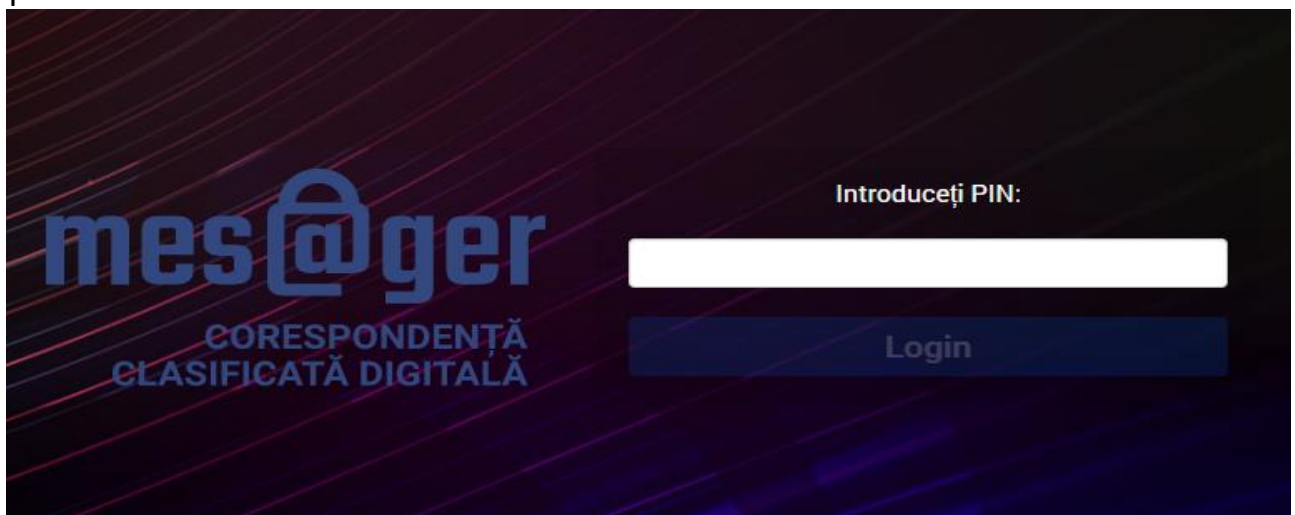 mes@ger
CORESPONDENȚĂ
CLASIFICATĂ DIGITALĂ
Introduceți PIN:
Login